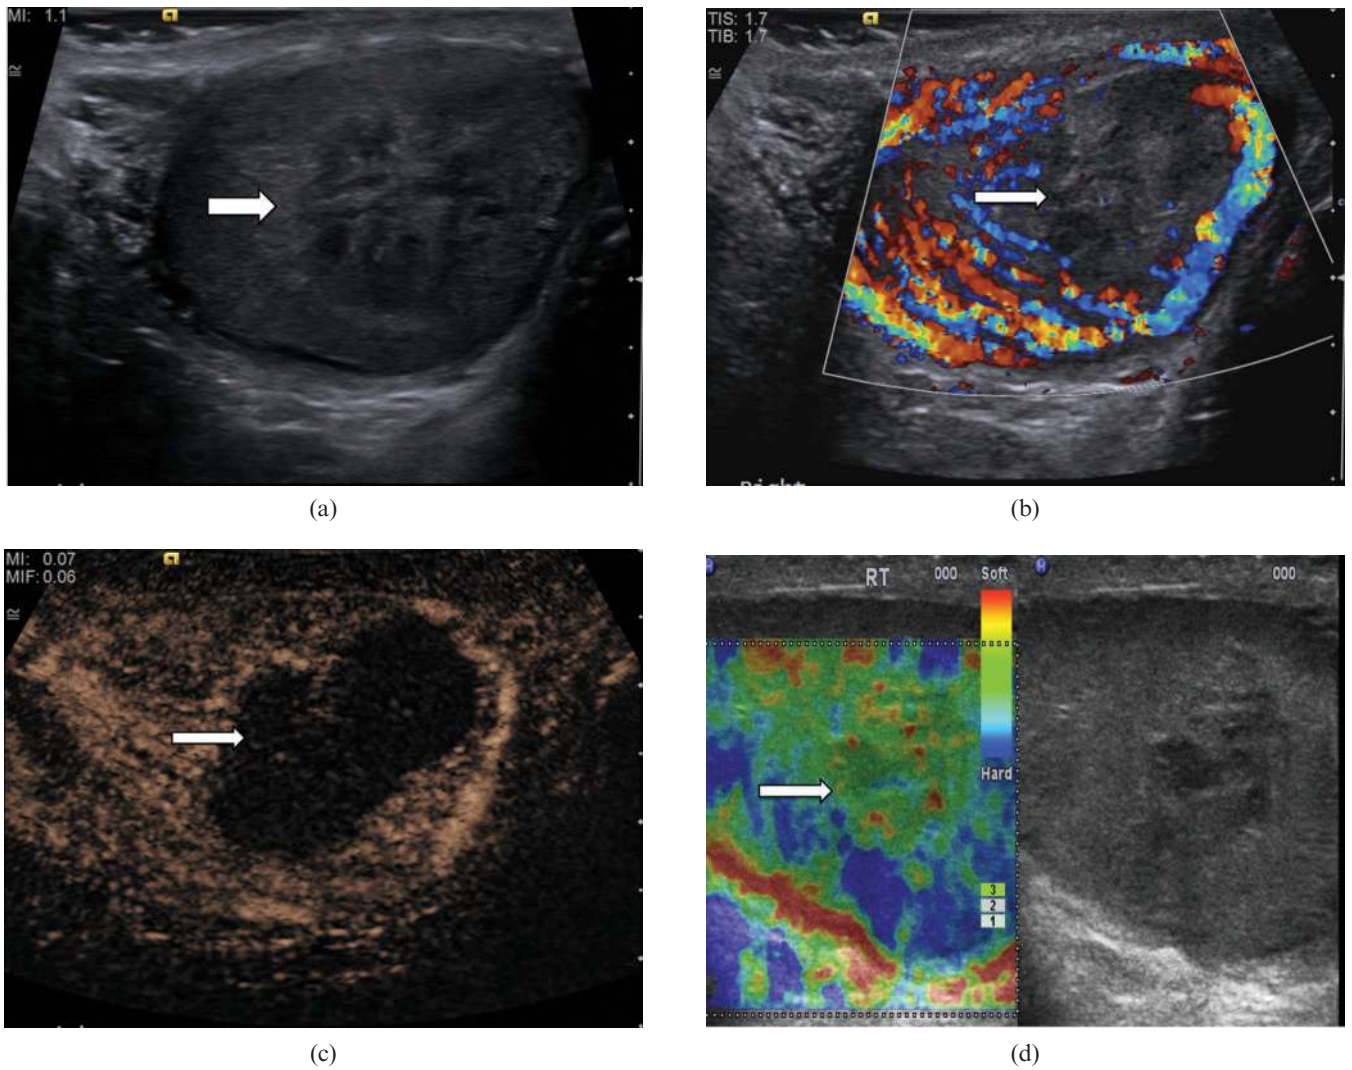 MI: 1.1
(a)
TIS: 1.7
TIB: 1.7
Right
(b)
MI: 0.07
MIF: 0.06
(c)
RT 000 Soft 000
Hard
3
2
1
(d)